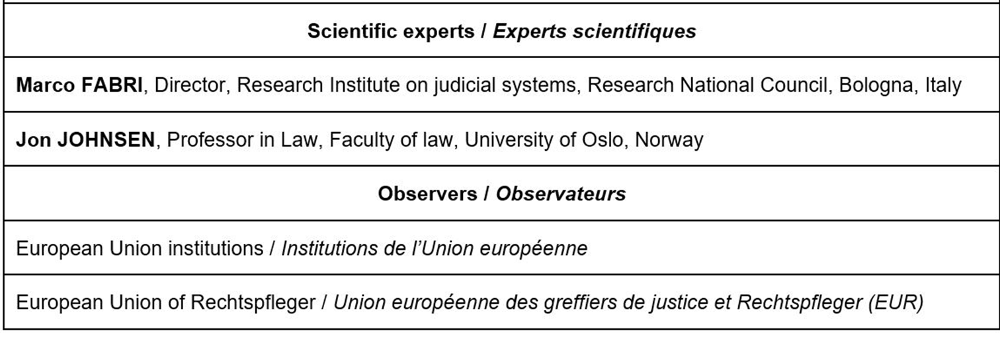 Scientific experts / Experts scientifiques
Marco FABRI, Director, Research Institute on judicial systems, Research National Council, Bologna, Italy
Jon JOHNSEN, Professor in Law, Faculty of law, University of Oslo, Norway
Observers / Observateurs
European Union institutions / Institutions de l’Union européenne
European Union of Rechtspfleger / Union européenne des greffiers de justice et Rechtspfleger (EUR)